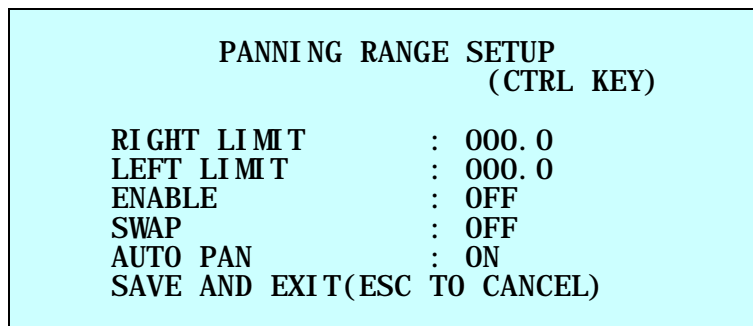 PANNING RANGE SETUP
(CTRL KEY)
RIGHT LIMIT : 000.0
LEFT LIMIT : 000.0
ENABLE : OFF
SWAP : OFF
AUTO PAN : ON
SAVE AND EXIT(ESC TO CANCEL)